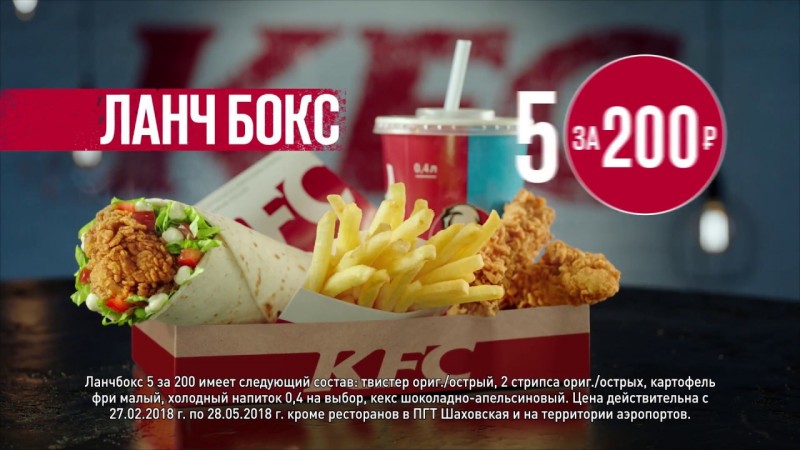 KFC
ЛАНЧ БОКС
5 ЗА 200 ₽
0,4 л
KFC
KFC
Ланчбокс 5 за 200 имеет следующий состав: твистер ориг./острый, 2 стрипса ориг./острых, картофель
фри малый, холодный напиток 0,4 на выбор, кекс шоколадно-апельсиновый. Цена действительна с
27.02.2018 г. по 28.05.2018 г. кроме ресторанов в ПГТ Шаховская и на территории аэропортов.